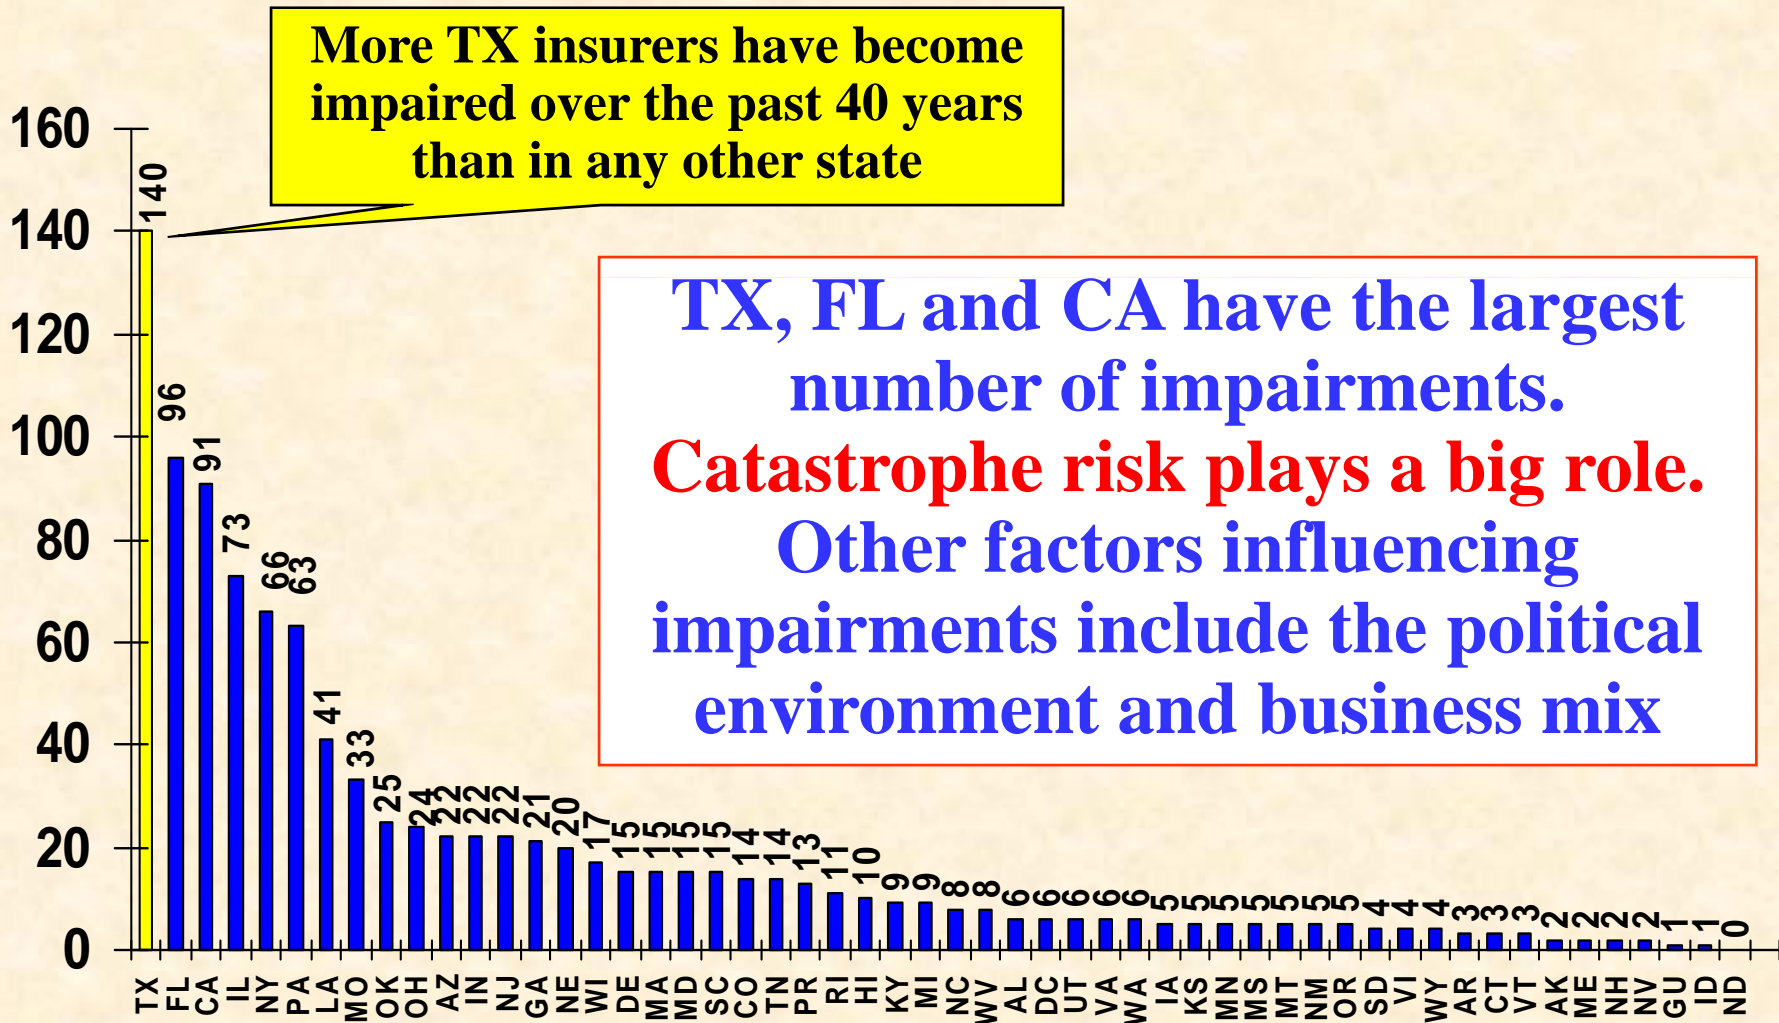 More TX insurers have become
impaired over the past 40 years
than in any other state
TX, FL and CA have the largest
number of impairments.
Catastrophe risk plays a big role.
Other factors influencing
impairments include the political
environment and business mix
160
140
120
100
80
60
40
20
0
140 96 91 73 66 63 41 33 25 24 22 22 22 21 20 17 15 15 15 15 14 14 13 11 10 9 9 8 8 6 6 6 6 6 5 5 5 5 5 5 5 4 4 4 3 3 3 2 2 2 2 1 1 0
TX FL CA IL NY PA LA MO OK OH AZ IN NJ GA NE WI DE MA MD SC CO TN PR RI HI KY MI NC WV AL DC UT VA WA IA KS MN MS MT NM OR SD VI WY AR CT VT AK ME NH NV GU ID ND